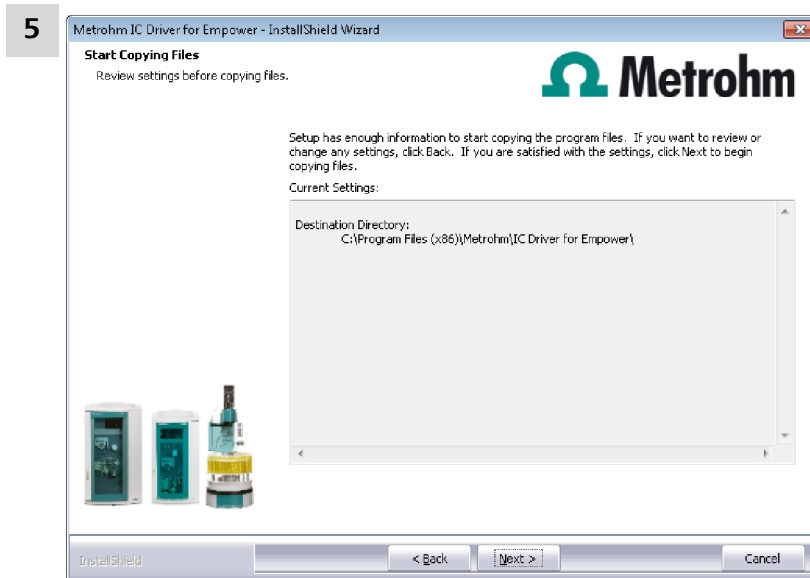 5
Metrohm IC Driver for Empower - InstallShield Wizard
Start Copying Files
Review settings before copying files.
Metrohm
Setup has enough information to start copying the program files. If you want to review or
change any settings, click Back. If you are satisfied with the settings, click Next to begin
copying files.
Current Settings:
Destination Directory:
C:\Program Files (x86)\Metrohm\IC Driver for Empower\
InstallShield
< Back
Next >
Cancel